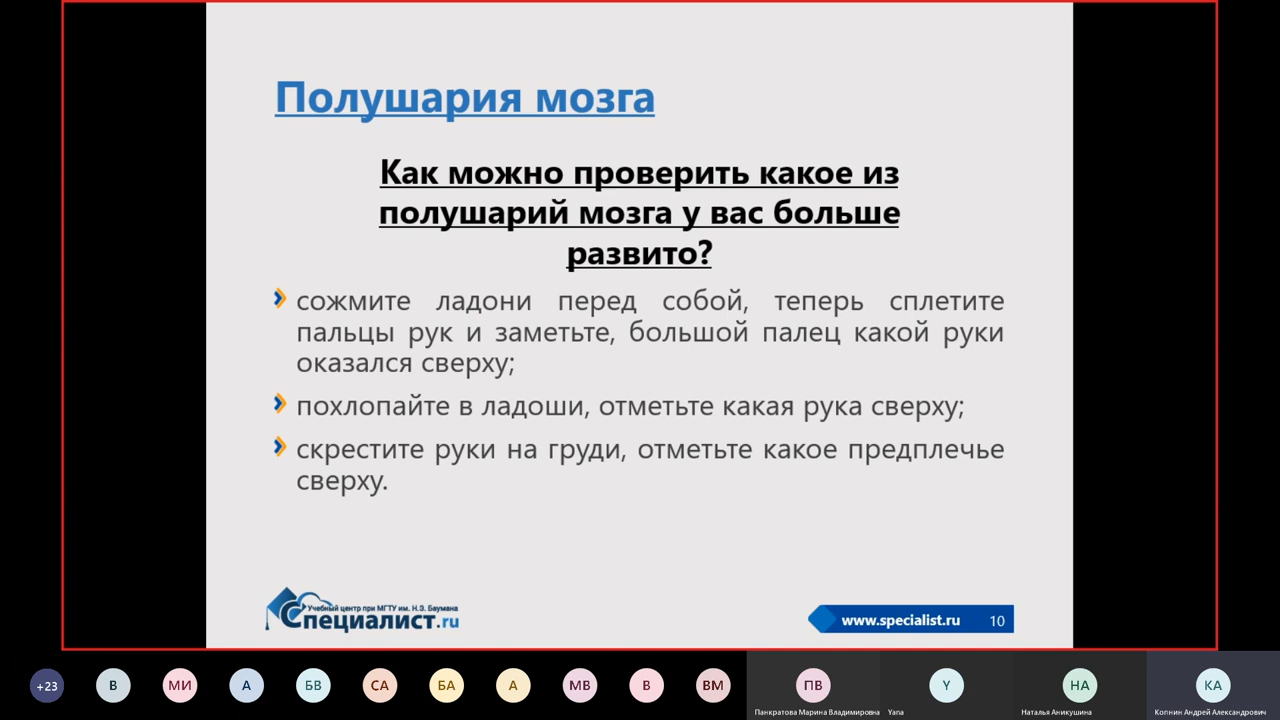 Полушария мозга
Как можно проверить какое из
полушарий мозга у вас больше
развито?
сожмите ладони перед собой, теперь сплетите
пальцы рук и заметьте, большой палец какой руки
оказался сверху;
похлопайте в ладоши, отметьте какая рука сверху;
скрестите руки на груди, отметьте какое предплечье
сверху.
Учебный центр при МГТУ им. Н.Э. Баумана
Специалист.ru
www.specialist.ru 10
+23 В МИ А БВ СА БА А МВ В ВМ ПВ Y НА КА
Панкратова Марина Владимировна Yana Наталья Аникушина Копнин Андрей Александрович